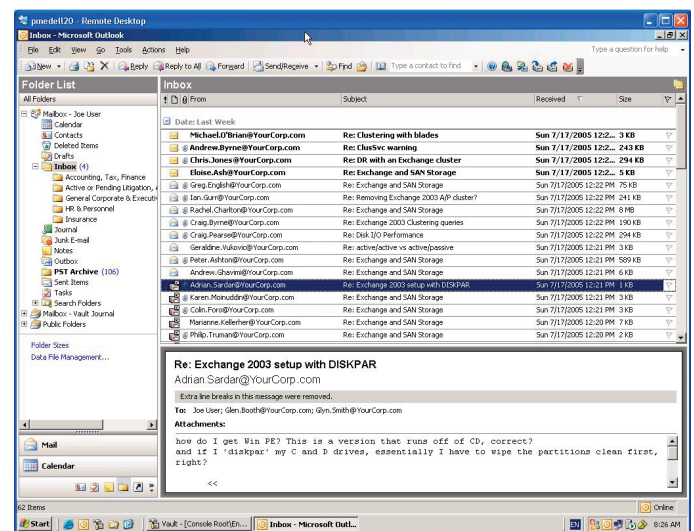 pmedell20 - Remote Desktop
Inbox - Microsoft Outlook
File Edit View Go Tools Actions Help
Type a question for help
New Reply Reply to All Forward Send/Receive Find Type a contact to find
Folder List
Inbox
All Folders
From Subject Received Size
Mailbox - Joe User
Calendar
Contacts
Deleted Items
Drafts
Inbox (4)
Accounting, Tax, Finance
Active or Pending Litigation,
General Corporate & Executi
HR & Personnel
Insurance
Journal
Junk E-mail
Notes
Outbox
PST Archive (106)
Sent Items
Tasks
Search Folders
Mailbox - Vault Journal
Public Folders
Folder Sizes
Data File Management...
Mail
Calendar
Date: Last Week
Michael.O'Brian@YourCorp.com Re: Clustering with blades Sun 7/17/2005 12:2... 3 KB
Andrew.Byrne@YourCorp.com Re: ClusSvc warning Sun 7/17/2005 12:2... 243 KB
Chris.Jones@YourCorp.com Re: DR with an Exchange cluster Sun 7/17/2005 12:2... 294 KB
Eloise.Ash@YourCorp.com Re: Exchange and SAN Storage Sun 7/17/2005 12:2... 5 KB
Greg.English@YourCorp.com Re: Exchange and SAN Storage Sun 7/17/2005 12:22 PM 75 KB
Ian.Gurr@YourCorp.com Re: Removing Exchange 2003 A/P cluster? Sun 7/17/2005 12:22 PM 241 KB
Rachel.Charlton@YourCorp.com Re: Exchange and SAN Storage Sun 7/17/2005 12:22 PM 8 MB
Craig.Byrne@YourCorp.com Re: Exchange 2003 Clustering queries Sun 7/17/2005 12:22 PM 190 KB
Craig.Pearse@YourCorp.com Re: Disk I/O Performance Sun 7/17/2005 12:22 PM 294 KB
Geraldine.Vukovic@YourCorp.com Re: active/active vs active/passive Sun 7/17/2005 12:21 PM 3 KB
Peter.Ashton@YourCorp.com Re: Exchange and SAN Storage Sun 7/17/2005 12:21 PM 589 KB
Andrew.Ghavimi@YourCorp.com Re: Exchange and SAN Storage Sun 7/17/2005 12:21 PM 6 KB
Adrian.Sardar@YourCorp.com Re: Exchange 2003 setup with DISKPAR Sun 7/17/2005 12:21 PM 1 KB
Karen.Moinuddin@YourCorp.com Re: Exchange and SAN Storage Sun 7/17/2005 12:21 PM 3 KB
Colin.Foro@YourCorp.com Re: Exchange and SAN Storage Sun 7/17/2005 12:21 PM 3 KB
Marianne.Kellerher@YourCorp.com Re: Exchange and SAN Storage Sun 7/17/2005 12:20 PM 7 KB
Philip.Truman@YourCorp.com Re: Exchange and SAN Storage Sun 7/17/2005 12:20 PM 2 KB
Re: Exchange 2003 setup with DISKPAR
Adrian.Sardar@YourCorp.com
Extra line breaks in this message were removed.
To: Joe User; Glen.Booth@YourCorp.com; Glyn.Smith@YourCorp.com
Attachments:
how do I get Win PE? This is a version that runs off of CD, correct?
and if I 'diskpar' my C and D drives, essentially I have to wipe the partitions clean first,
right?
<<
62 Items
Online
Start Vault - [Console Root\En... Inbox - Microsoft Outl... EN 8:26 AM